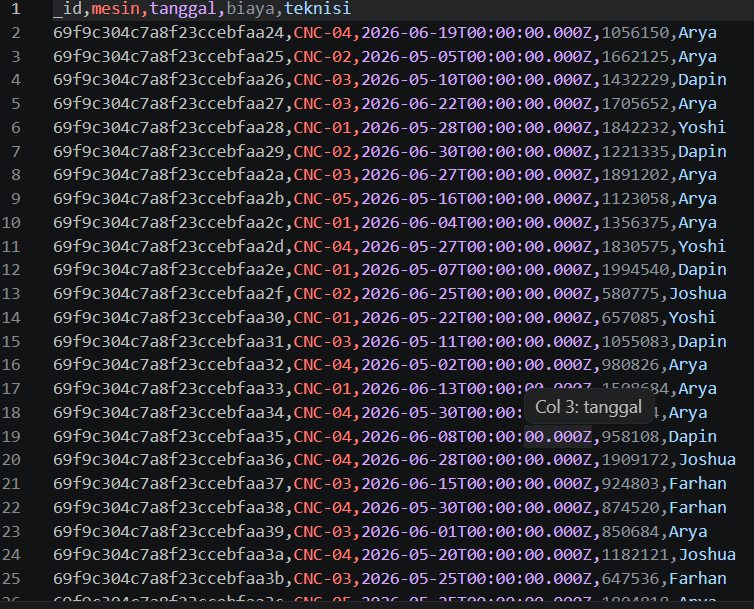 1 _id,mesin,tanggal,biaya,teknisi
2 69f9c304c7a8f23ccebfaa24,CNC-04,2026-06-19T00:00:00.000Z,1056150,Arya
3 69f9c304c7a8f23ccebfaa25,CNC-02,2026-05-05T00:00:00.000Z,1662125,Arya
4 69f9c304c7a8f23ccebfaa26,CNC-03,2026-05-10T00:00:00.000Z,1432229,Dapin
5 69f9c304c7a8f23ccebfaa27,CNC-03,2026-06-22T00:00:00.000Z,1705652,Arya
6 69f9c304c7a8f23ccebfaa28,CNC-01,2026-05-28T00:00:00.000Z,1842232,Yoshi
7 69f9c304c7a8f23ccebfaa29,CNC-02,2026-06-30T00:00:00.000Z,1221335,Dapin
8 69f9c304c7a8f23ccebfaa2a,CNC-03,2026-06-27T00:00:00.000Z,1891202,Arya
9 69f9c304c7a8f23ccebfaa2b,CNC-05,2026-05-16T00:00:00.000Z,1123058,Arya
10 69f9c304c7a8f23ccebfaa2c,CNC-01,2026-06-04T00:00:00.000Z,1356375,Arya
11 69f9c304c7a8f23ccebfaa2d,CNC-04,2026-05-27T00:00:00.000Z,1830575,Yoshi
12 69f9c304c7a8f23ccebfaa2e,CNC-01,2026-05-07T00:00:00.000Z,1994540,Dapin
13 69f9c304c7a8f23ccebfaa2f,CNC-02,2026-06-25T00:00:00.000Z,580775,Joshua
14 69f9c304c7a8f23ccebfaa30,CNC-01,2026-05-22T00:00:00.000Z,657085,Yoshi
15 69f9c304c7a8f23ccebfaa31,CNC-03,2026-05-11T00:00:00.000Z,1055083,Dapin
16 69f9c304c7a8f23ccebfaa32,CNC-04,2026-05-02T00:00:00.000Z,980826,Arya
17 69f9c304c7a8f23ccebfaa33,CNC-01,2026-06-13T00:00:00.000Z,1508684,Arya
Col 3: tanggal
18 69f9c304c7a8f23ccebfaa34,CNC-04,2026-05-30T00:00: Arya
19 69f9c304c7a8f23ccebfaa35,CNC-04,2026-06-08T00:00:00.000Z,958108,Dapin
20 69f9c304c7a8f23ccebfaa36,CNC-04,2026-06-28T00:00:00.000Z,1909172,Joshua
21 69f9c304c7a8f23ccebfaa37,CNC-03,2026-06-15T00:00:00.000Z,924803,Farhan
22 69f9c304c7a8f23ccebfaa38,CNC-04,2026-05-30T00:00:00.000Z,874520,Farhan
23 69f9c304c7a8f23ccebfaa39,CNC-03,2026-06-01T00:00:00.000Z,850684,Arya
24 69f9c304c7a8f23ccebfaa3a,CNC-04,2026-05-20T00:00:00.000Z,1182121,Joshua
25 69f9c304c7a8f23ccebfaa3b,CNC-03,2026-05-25T00:00:00.000Z,647536,Farhan